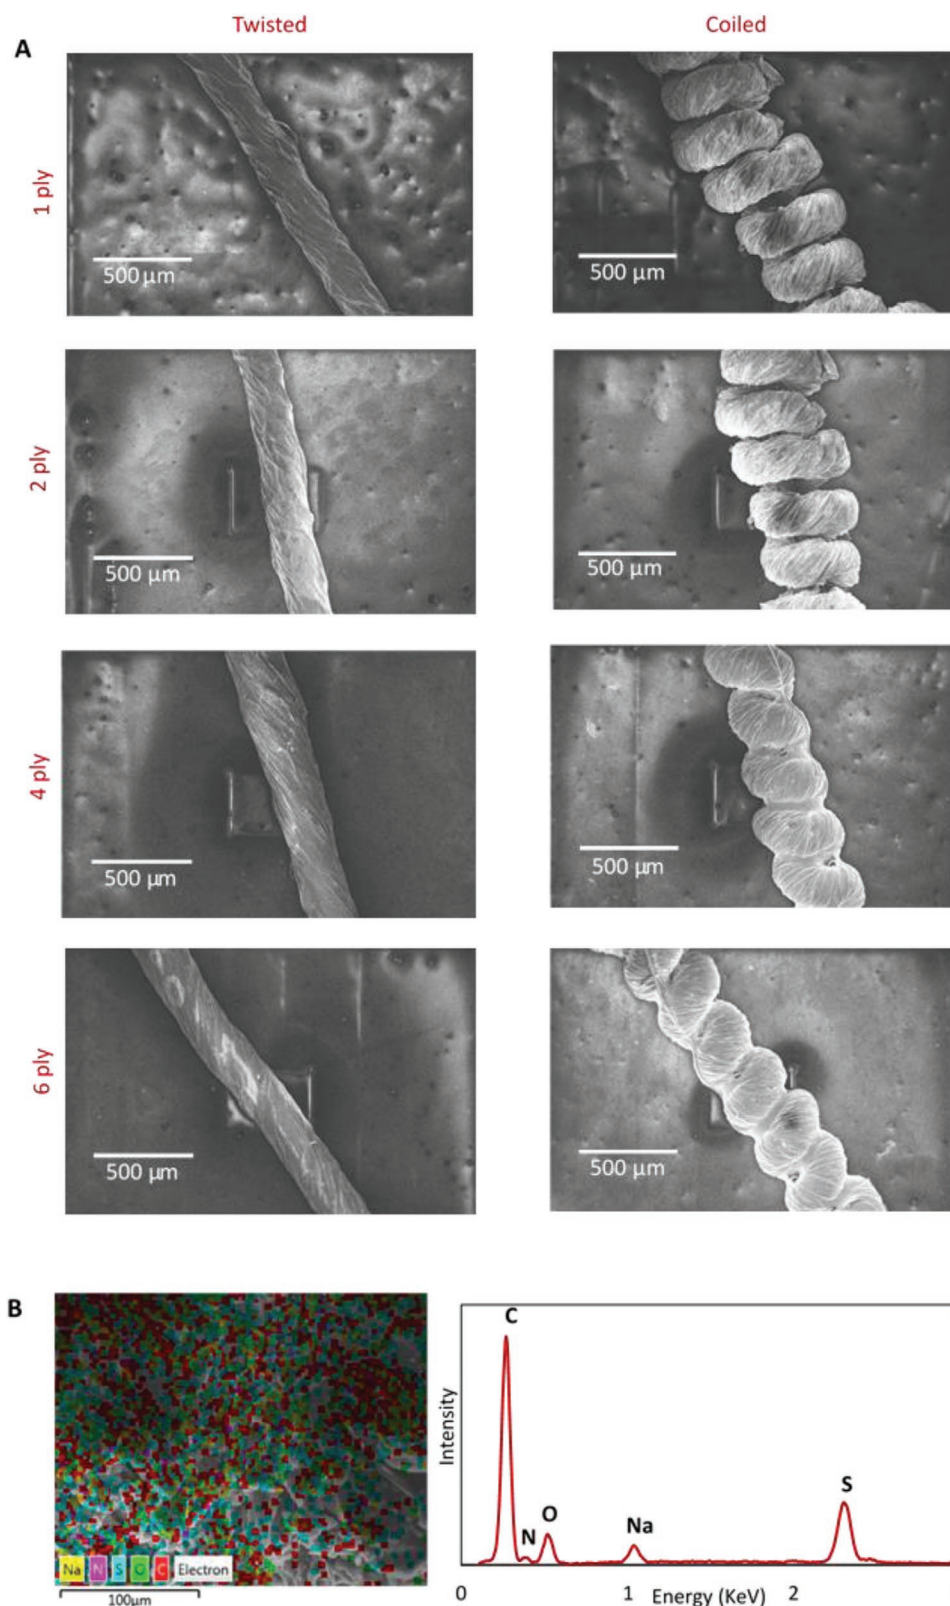 Twisted Coiled
A
1 ply
500 µm 500 µm
2 ply
500 µm 500 µm
4 ply
500 µm 500 µm
6 ply
500 µm 500 µm
B
C
N
O
Na
S
Intensity
Na N S O C Electron
100µm
0 1 2
Energy (KeV)